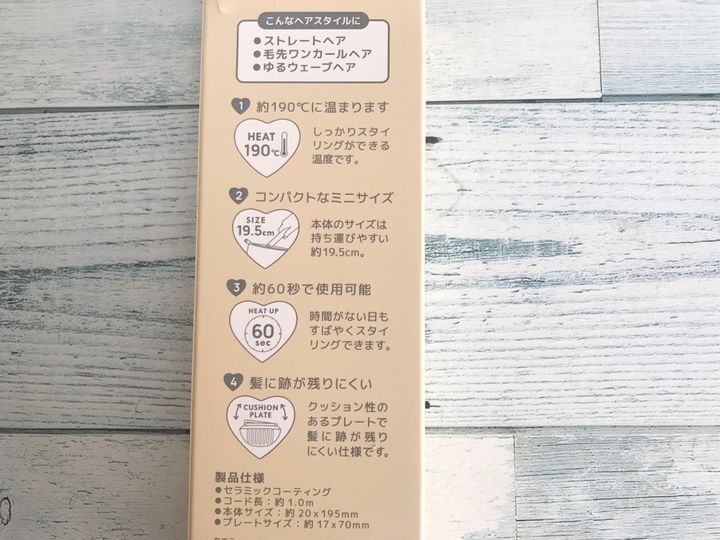 こんなヘアスタイルに
●ストレートヘア
●毛先ワンカールヘア
●ゆるウェーブヘア
1 約190℃に温まります
HEAT
190℃
しっかりスタイ
リングができる
温度です。
2 コンパクトなミニサイズ
SIZE
19.5cm
本体のサイズは
持ち運びやすい
約19.5cm。
3 約60秒で使用可能
HEAT UP
60
sec
時間がない日も
すばやくスタイ
リングできます。
4 髪に跡が残りにくい
CUSHION
PLATE
クッション性の
あるプレートで
髪に跡が残り
にくい仕様です。
製品仕様
●セラミックコーティング
●コード長：約1.0m
●本体サイズ：約20x195mm
●プレートサイズ：約17x70mm